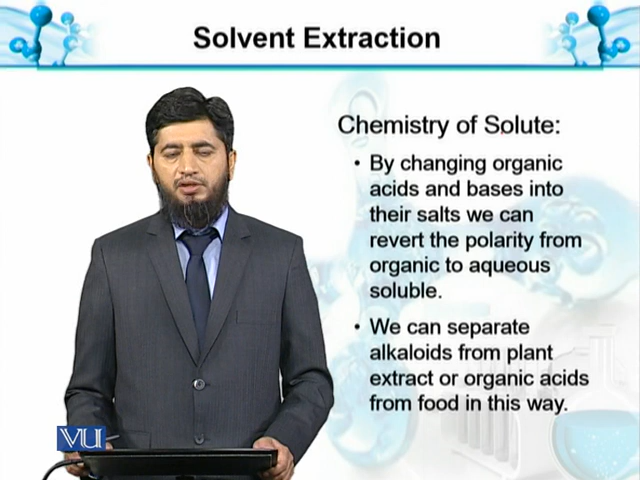 Solvent Extraction
Chemistry of Solute:
• By changing organic
acids and bases into
their salts we can
revert the polarity from
organic to aqueous
soluble.
• We can separate
alkaloids from plant
extract or organic acids
from food in this way.
VU